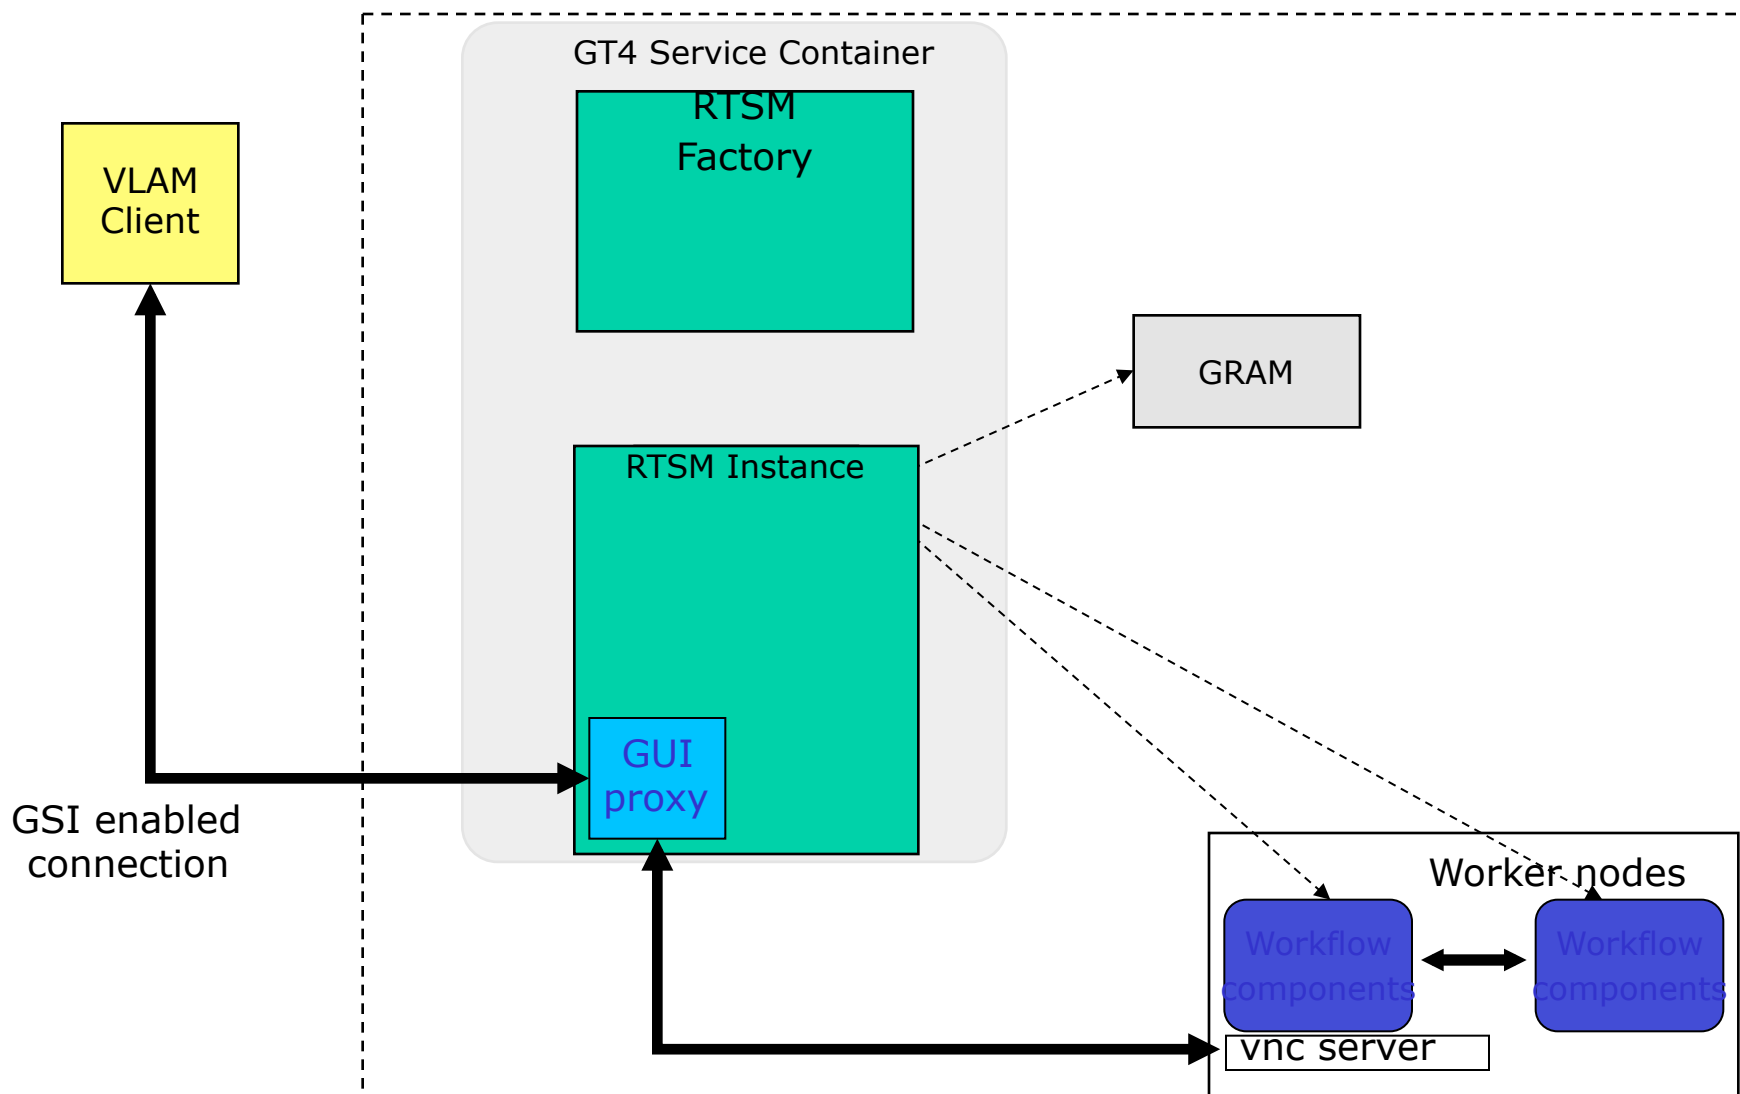 GT4 Service Container
RTSM
Factory
VLAM
Client
GRAM
RTSM Instance
GUI
proxy
GSI enabled
connection
Worker nodes
Workflow
components
Workflow
components
vnc server